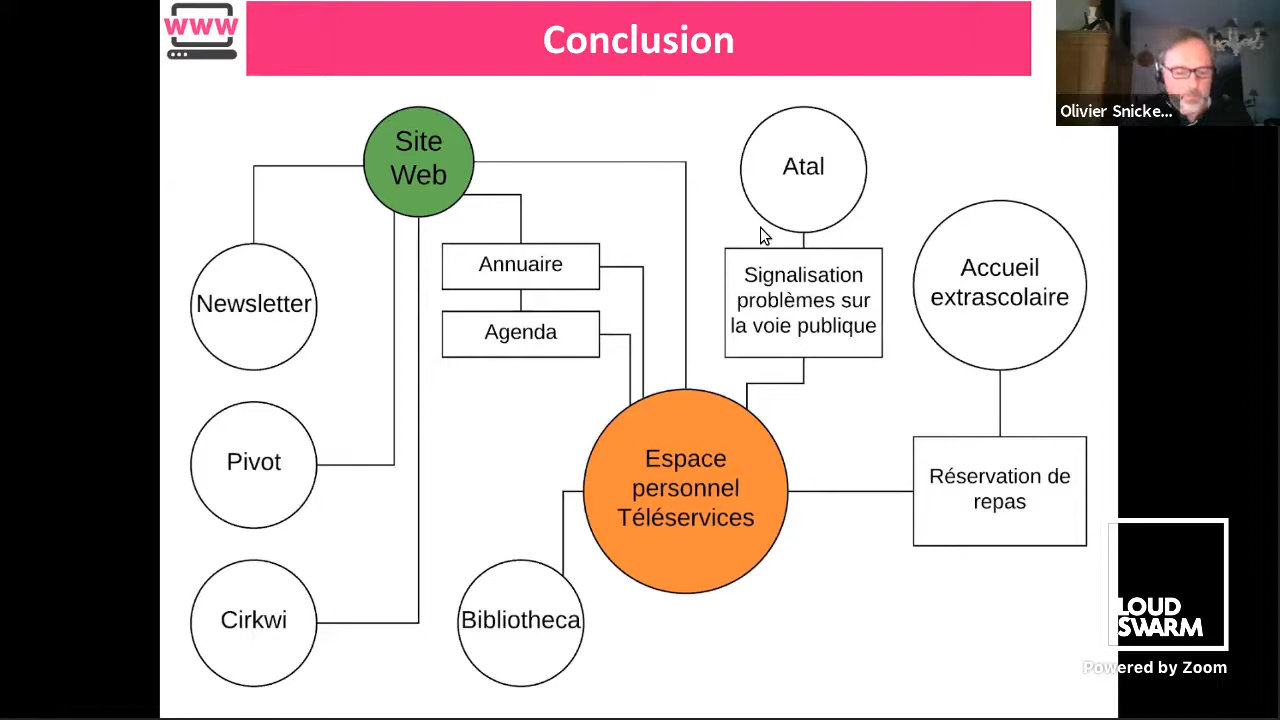 WWW
Conclusion
Olivier Snicke...
Site
Web
Atal
Accueil
extrascolaire
Newsletter
Annuaire
Agenda
Signalisation
problèmes sur
la voie publique
Pivot
Espace
personnel
Téléservices
Réservation de
repas
Cirkwi
Bibliotheca
LOUD
SWARM
Powered by Zoom